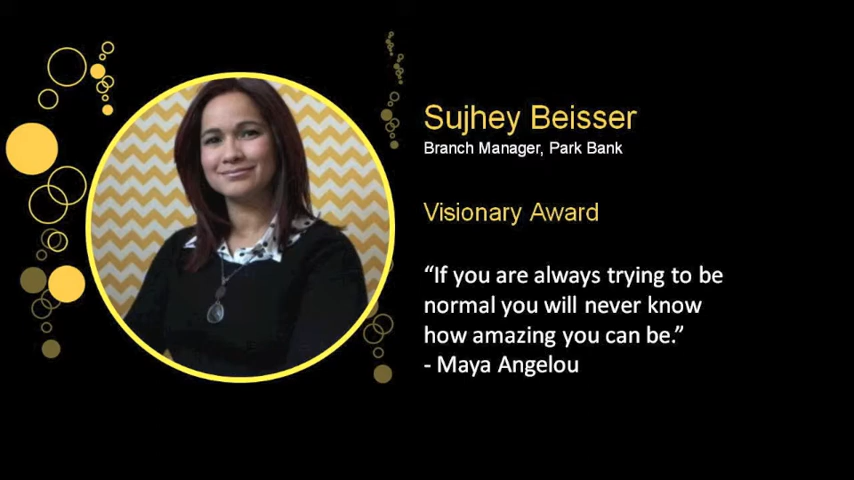 Sujhey Beisser
Branch Manager, Park Bank
Visionary Award
“If you are always trying to be
normal you will never know
how amazing you can be.”
- Maya Angelou